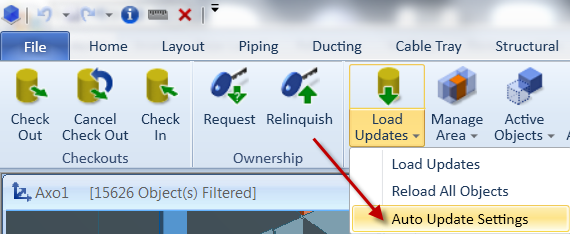 File Home Layout Piping Ducting Cable Tray Structural
Check Out
Cancel Check Out
Check In
Request
Relinquish
Load Updates
Manage Area
Active Objects
Checkouts
Ownership
Load Updates
Reload All Objects
Auto Update Settings
Axo1 [15626 Object(s) Filtered]